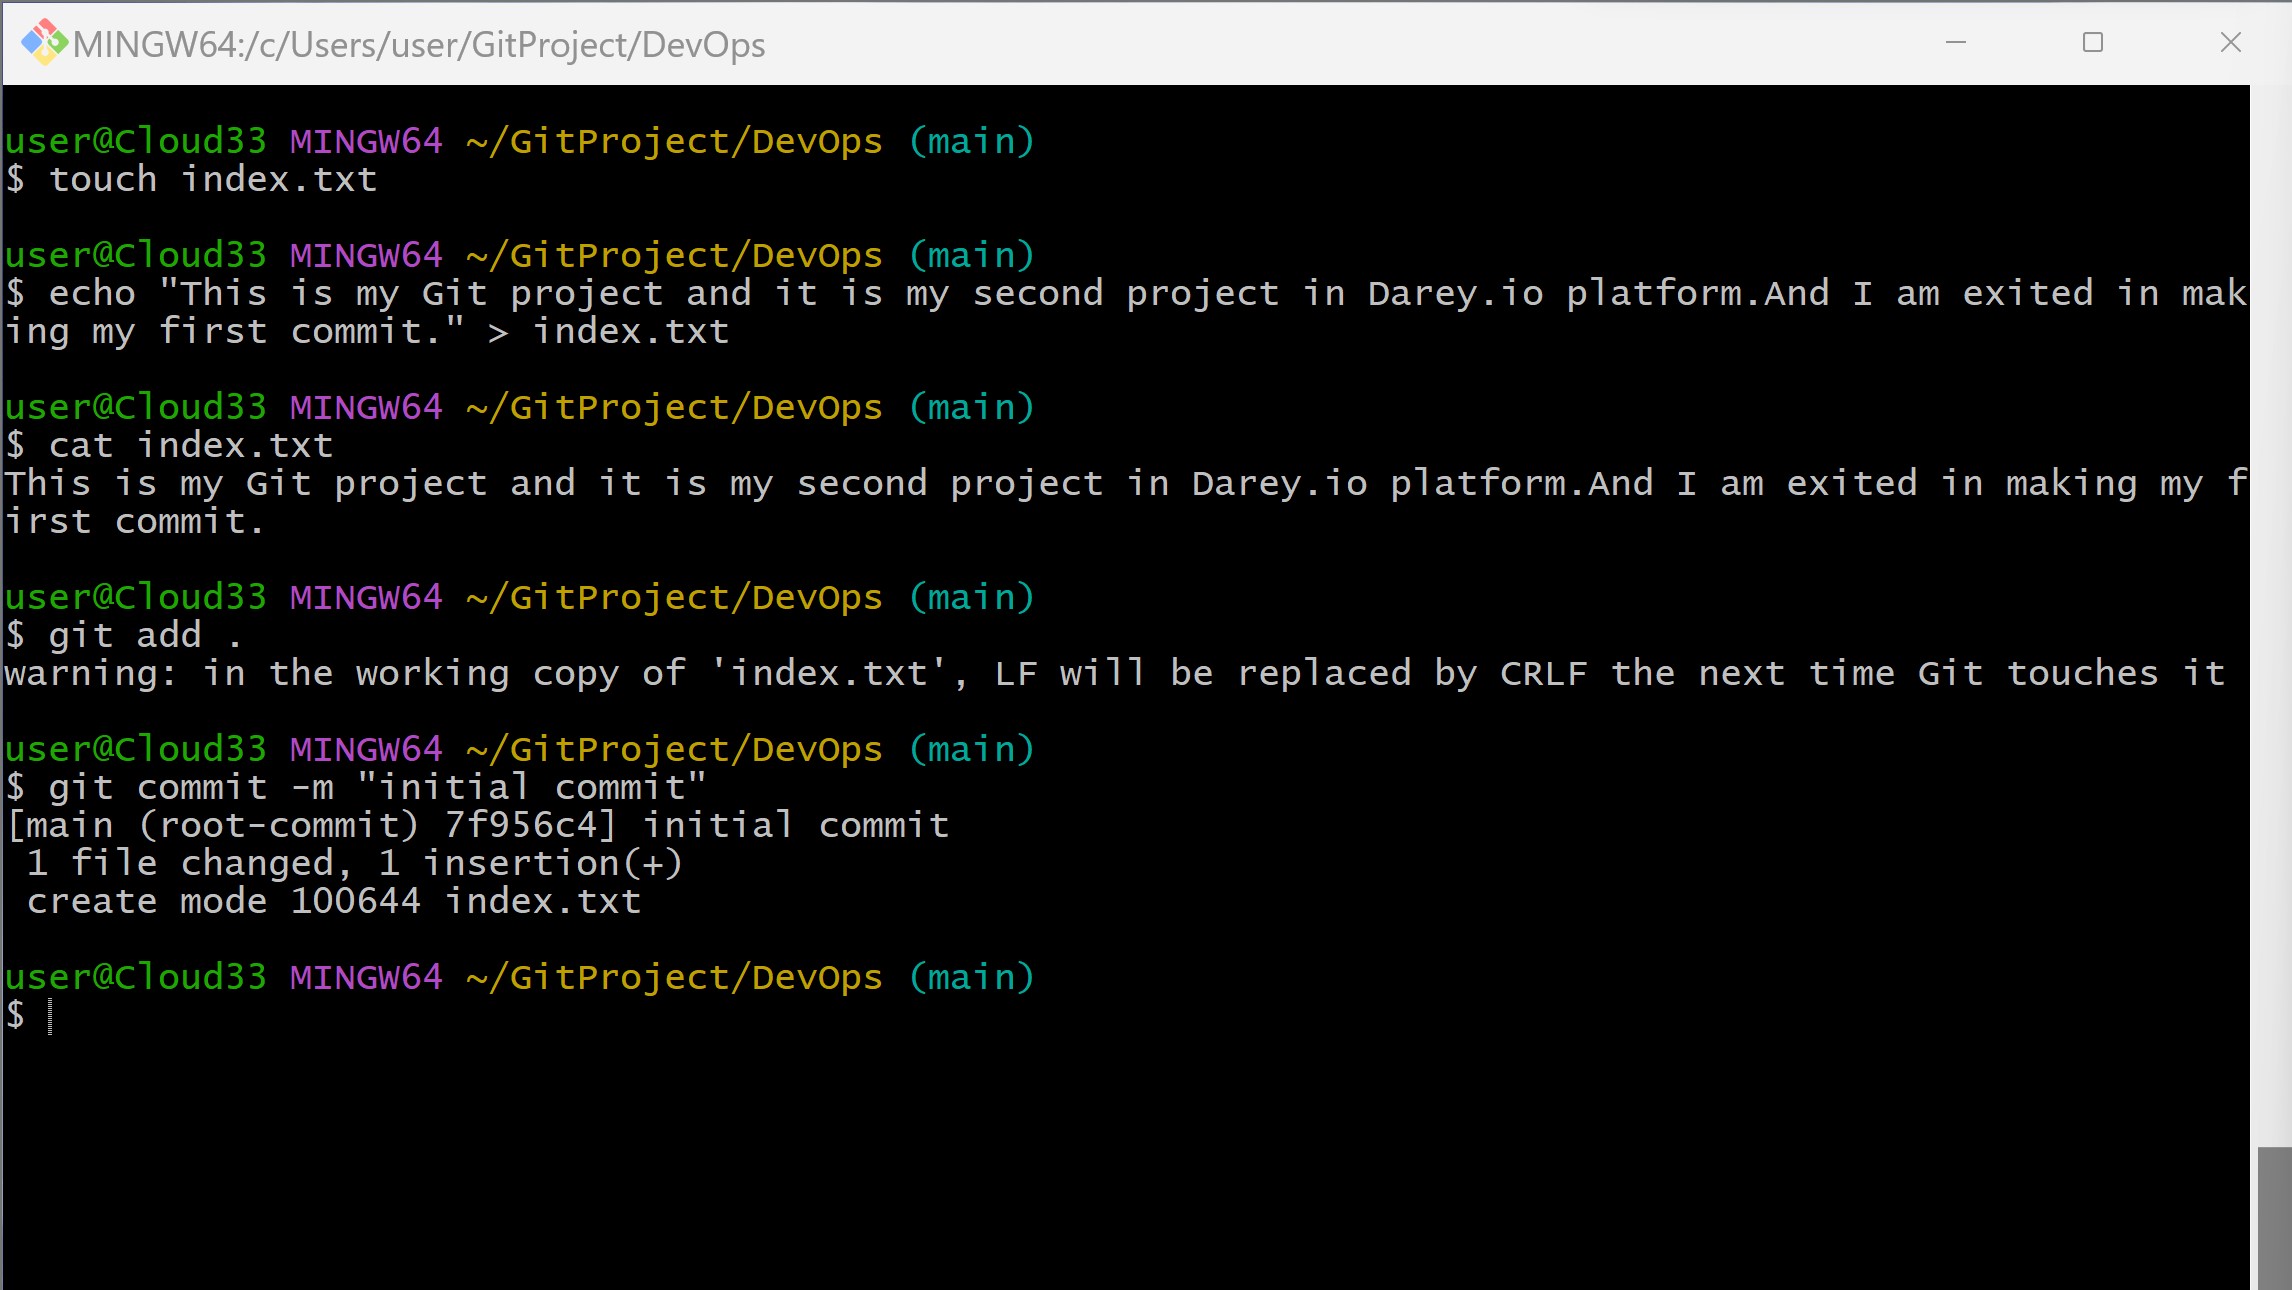 MINGW64:/c/Users/user/GitProject/DevOps
user@Cloud33 MINGW64 ~/GitProject/DevOps (main)
$ touch index.txt
user@Cloud33 MINGW64 ~/GitProject/DevOps (main)
$ echo "This is my Git project and it is my second project in Darey.io platform.And I am exited in mak
ing my first commit." > index.txt
user@Cloud33 MINGW64 ~/GitProject/DevOps (main)
$ cat index.txt
This is my Git project and it is my second project in Darey.io platform.And I am exited in making my f
irst commit.
user@Cloud33 MINGW64 ~/GitProject/DevOps (main)
$ git add .
warning: in the working copy of 'index.txt', LF will be replaced by CRLF the next time Git touches it
user@Cloud33 MINGW64 ~/GitProject/DevOps (main)
$ git commit -m "initial commit"
[main (root-commit) 7f956c4] initial commit
 1 file changed, 1 insertion(+)
 create mode 100644 index.txt
user@Cloud33 MINGW64 ~/GitProject/DevOps (main)
$